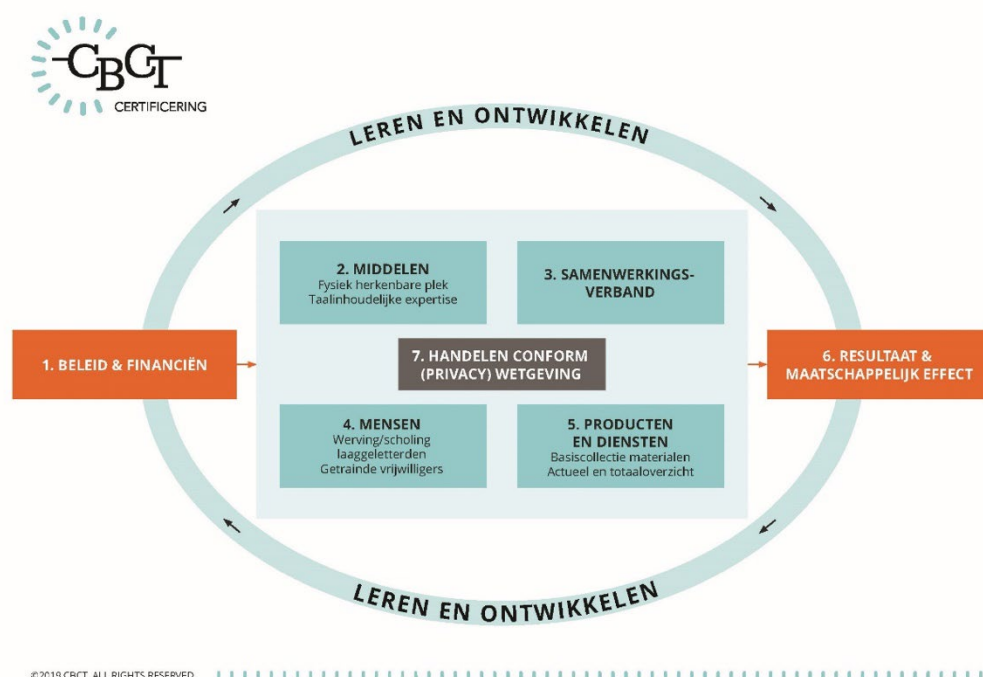 CBCT
CERTIFICERING
LEREN EN ONTWIKKELEN
2. MIDDELEN
Fysiek herkenbare plek
Taalinhoudelijke expertise
3. SAMENWERKINGS-
VERBAND
1. BELEID & FINANCIËN
7. HANDELEN CONFORM
(PRIVACY) WETGEVING
6. RESULTAAT &
MAATSCHAPPELIJK EFFECT
4. MENSEN
Werving/scholing
laaggeletterden
Getrainde vrijwilligers
5. PRODUCTEN
EN DIENSTEN
Basiscollectie materialen
Actueel en totaaloverzicht
LEREN EN ONTWIKKELEN
©2019 CBCT. ALL RIGHTS RESERVED